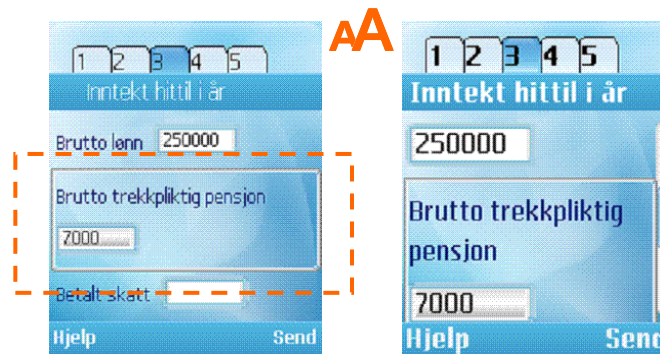 1 2 3 4 5
Inntekt hittil i år
Brutto lønn 250000
Brutto trekkpliktig pensjon
7000
Betalt skatt
Hjelp Send
AA
1 2 3 4 5
Inntekt hittil i år
250000
Brutto trekkpliktig
pensjon
7000
Hjelp Send